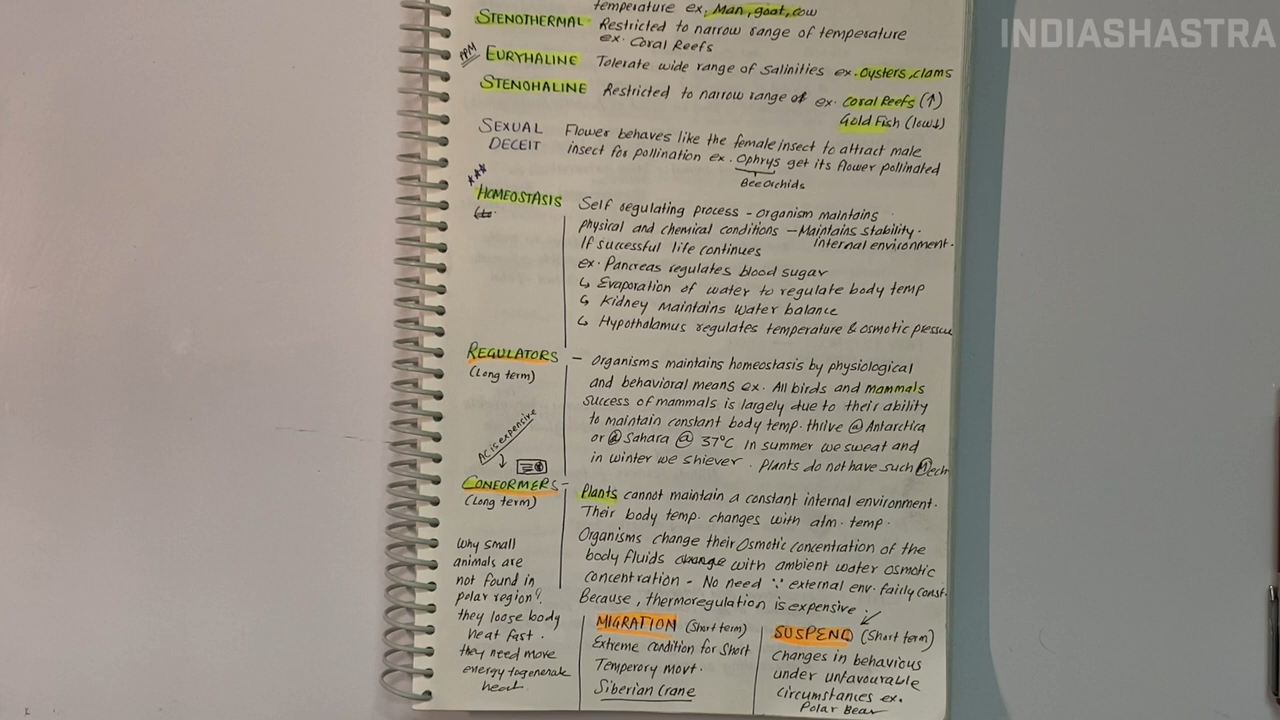 INDIASHASTRA
temperature ex. Man, goat, cow
STENOTHERMAL Restricted to narrow range of temperature
ex. Coral Reefs
PPM EURYHALINE Tolerate wide range of Salinities ex. Oysters, clams
STENOHALINE Restricted to narrow range of ex. Coral Reefs (↑)
Gold Fish (low↓)
SEXUAL DECEIT Flower behaves like the female insect to attract male
insect for pollination ex. Ophrys get its flower pollinated
Bee Orchids
HOMEOSTASIS Self regulating process - Organism maintains
physical and chemical conditions - Maintains stability.
If successful life continues internal environment.
ex. Pancreas regulates blood sugar
↳ Evaporation of water to regulate body temp
↳ Kidney Maintains water balance
↳ Hypothalamus regulates temperature & osmotic pressu
REGULATORS - Organisms maintains homeostasis by physiological
(Long term) and behavioral means ex. All birds and mammals
success of mammals is largely due to their ability
to maintain constant body temp. thrive @ Antarctica
or @ Sahara @ 37°C In summer we sweat and
in winter we shiever. Plants do not have such Mech
AC is expensive
CONFORMERS - Plants cannot maintain a constant internal environment.
(Long term) Their body temp. changes with atm. temp.
Organisms change their Osmotic concentration of the
body fluids change with ambient water osmotic
concentration - No need ∵ external env. fairly const.
Because, thermoregulation is expensive.
Why small
animals are
not found in
polar region?
they loose body
heat fast.
they need more
energy to generate
heat
MIGRATION (Short term)
Extreme condition for Short
Temperory movt.
Siberian Crane
SUSPEND (Short term)
changes in behavious
under unfavourable
circumstances ex.
Polar Bear